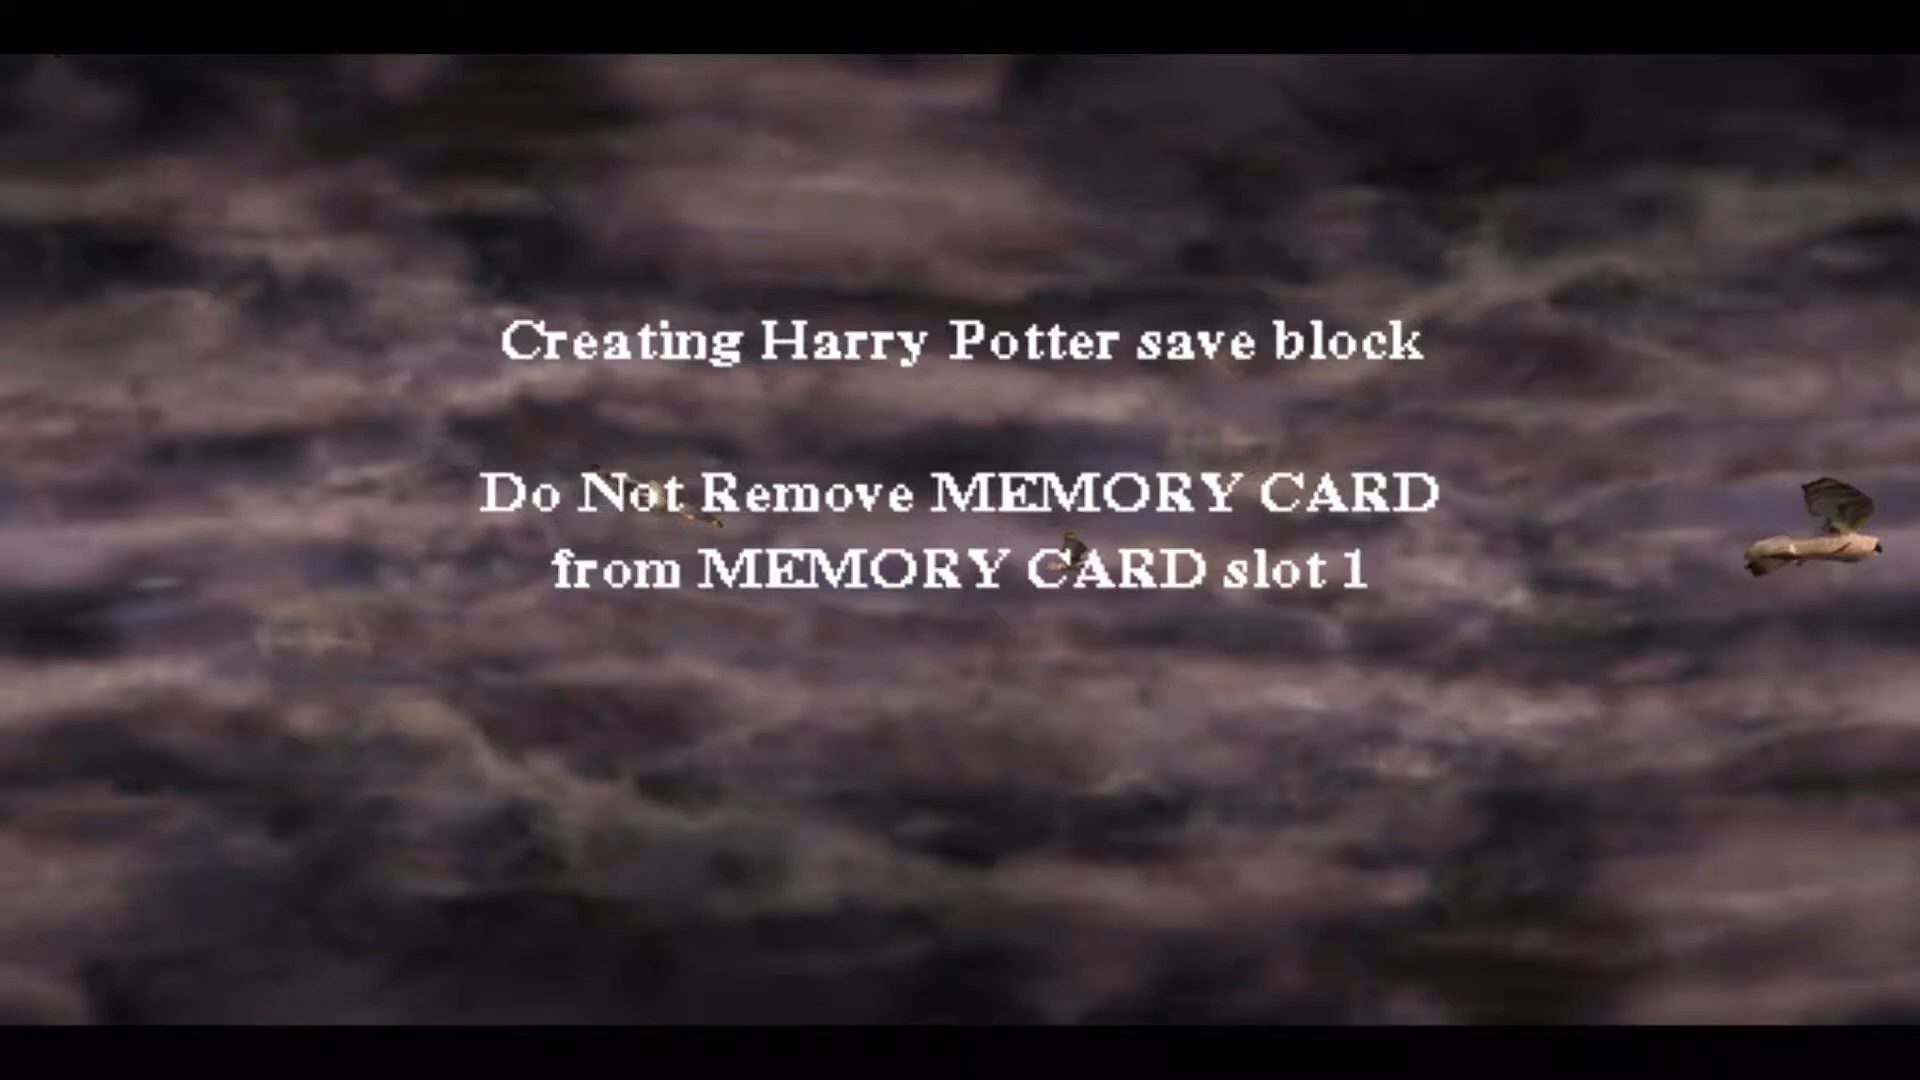 Creating Harry Potter save block
Do Not Remove MEMORY CARD
from MEMORY CARD slot 1